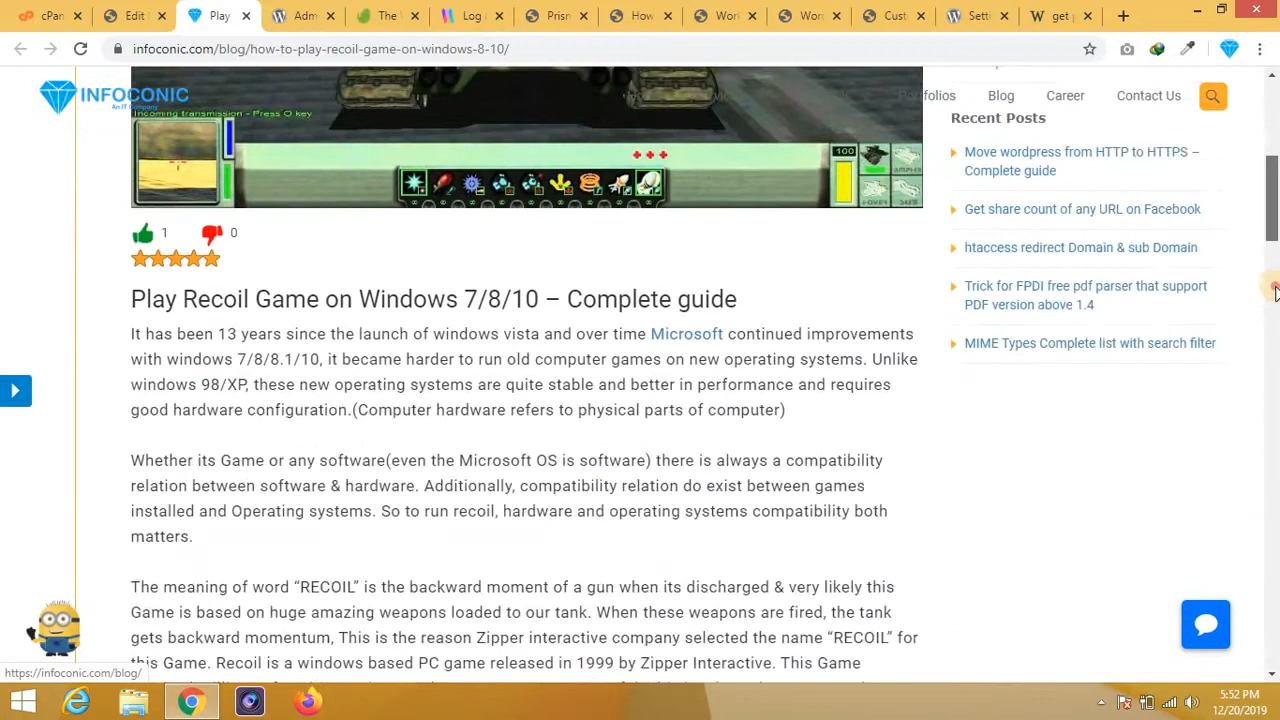 cPan
Edit
Play
Adm
The V
Log i
Prism
How
Worl
Word
Cust
Setti
get p
infoconic.com/blog/how-to-play-recoil-game-on-windows-8-10/
INFOCONIC
An IT Company
Portfolios
Blog
Career
Contact Us
Incoming transmission - Press O key
100
1
0
Play Recoil Game on Windows 7/8/10 – Complete guide
It has been 13 years since the launch of windows vista and over time Microsoft continued improvements
with windows 7/8/8.1/10, it became harder to run old computer games on new operating systems. Unlike
windows 98/XP, these new operating systems are quite stable and better in performance and requires
good hardware configuration.(Computer hardware refers to physical parts of computer)
Whether its Game or any software(even the Microsoft OS is software) there is always a compatibility
relation between software & hardware. Additionally, compatibility relation do exist between games
installed and Operating systems. So to run recoil, hardware and operating systems compatibility both
matters.
The meaning of word “RECOIL” is the backward moment of a gun when its discharged & very likely this
Game is based on huge amazing weapons loaded to our tank. When these weapons are fired, the tank
gets backward momentum, This is the reason Zipper interactive company selected the name “RECOIL” for
this Game. Recoil is a windows based PC game released in 1999 by Zipper Interactive. This Game
Recent Posts
Move wordpress from HTTP to HTTPS –
Complete guide
Get share count of any URL on Facebook
htaccess redirect Domain & sub Domain
Trick for FPDI free pdf parser that support
PDF version above 1.4
MIME Types Complete list with search filter
https://infoconic.com/blog/
5:52 PM
12/20/2019